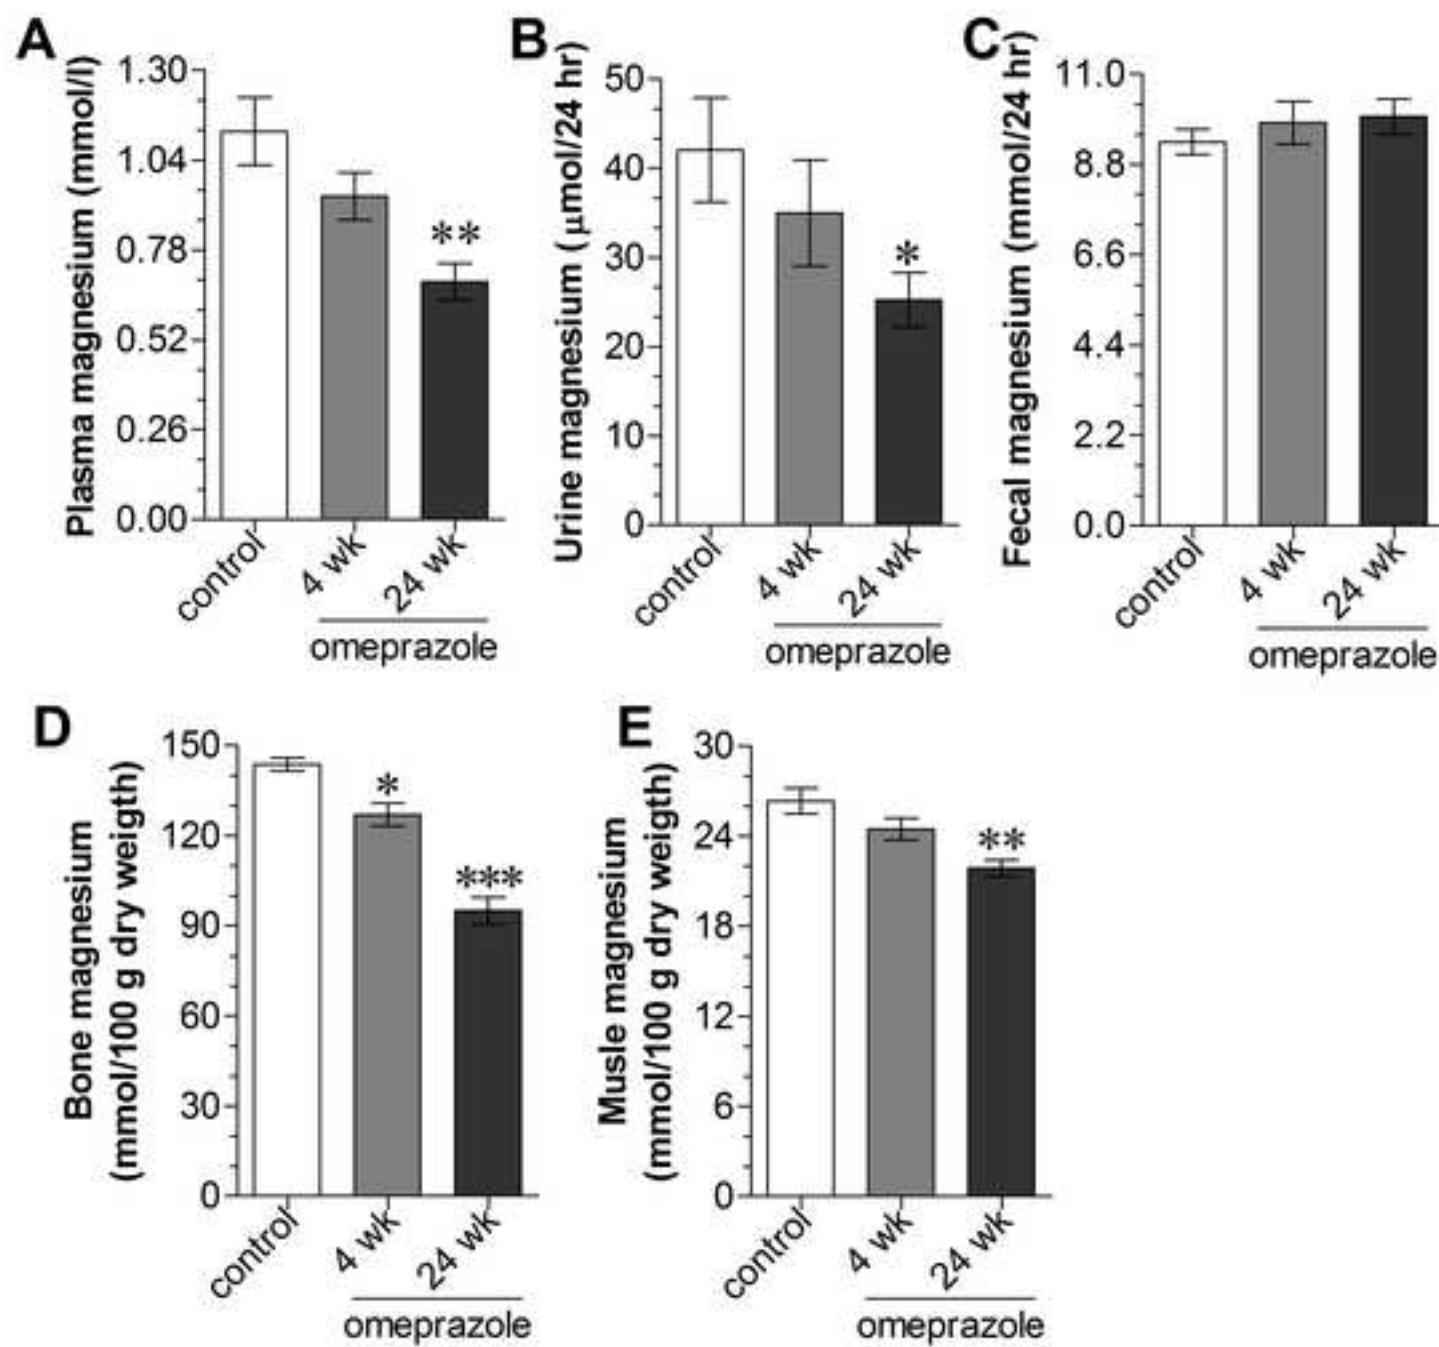 A
Plasma magnesium (mmol/l)
1.30
1.04
0.78
0.52
0.26
0.00
**
control
4 wk
24 wk
omeprazole
B
Urine magnesium (μmol/24 hr)
50
40
30
20
10
0
*
control
4 wk
24 wk
omeprazole
C
Fecal magnesium (mmol/24 hr)
11.0
8.8
6.6
4.4
2.2
0.0
control
4 wk
24 wk
omeprazole
D
Bone magnesium
(mmol/100 g dry weigth)
150
120
90
60
30
0
*
***
control
4 wk
24 wk
omeprazole
E
Musle magnesium
(mmol/100 g dry weigth)
30
24
18
12
6
0
**
control
4 wk
24 wk
omeprazole